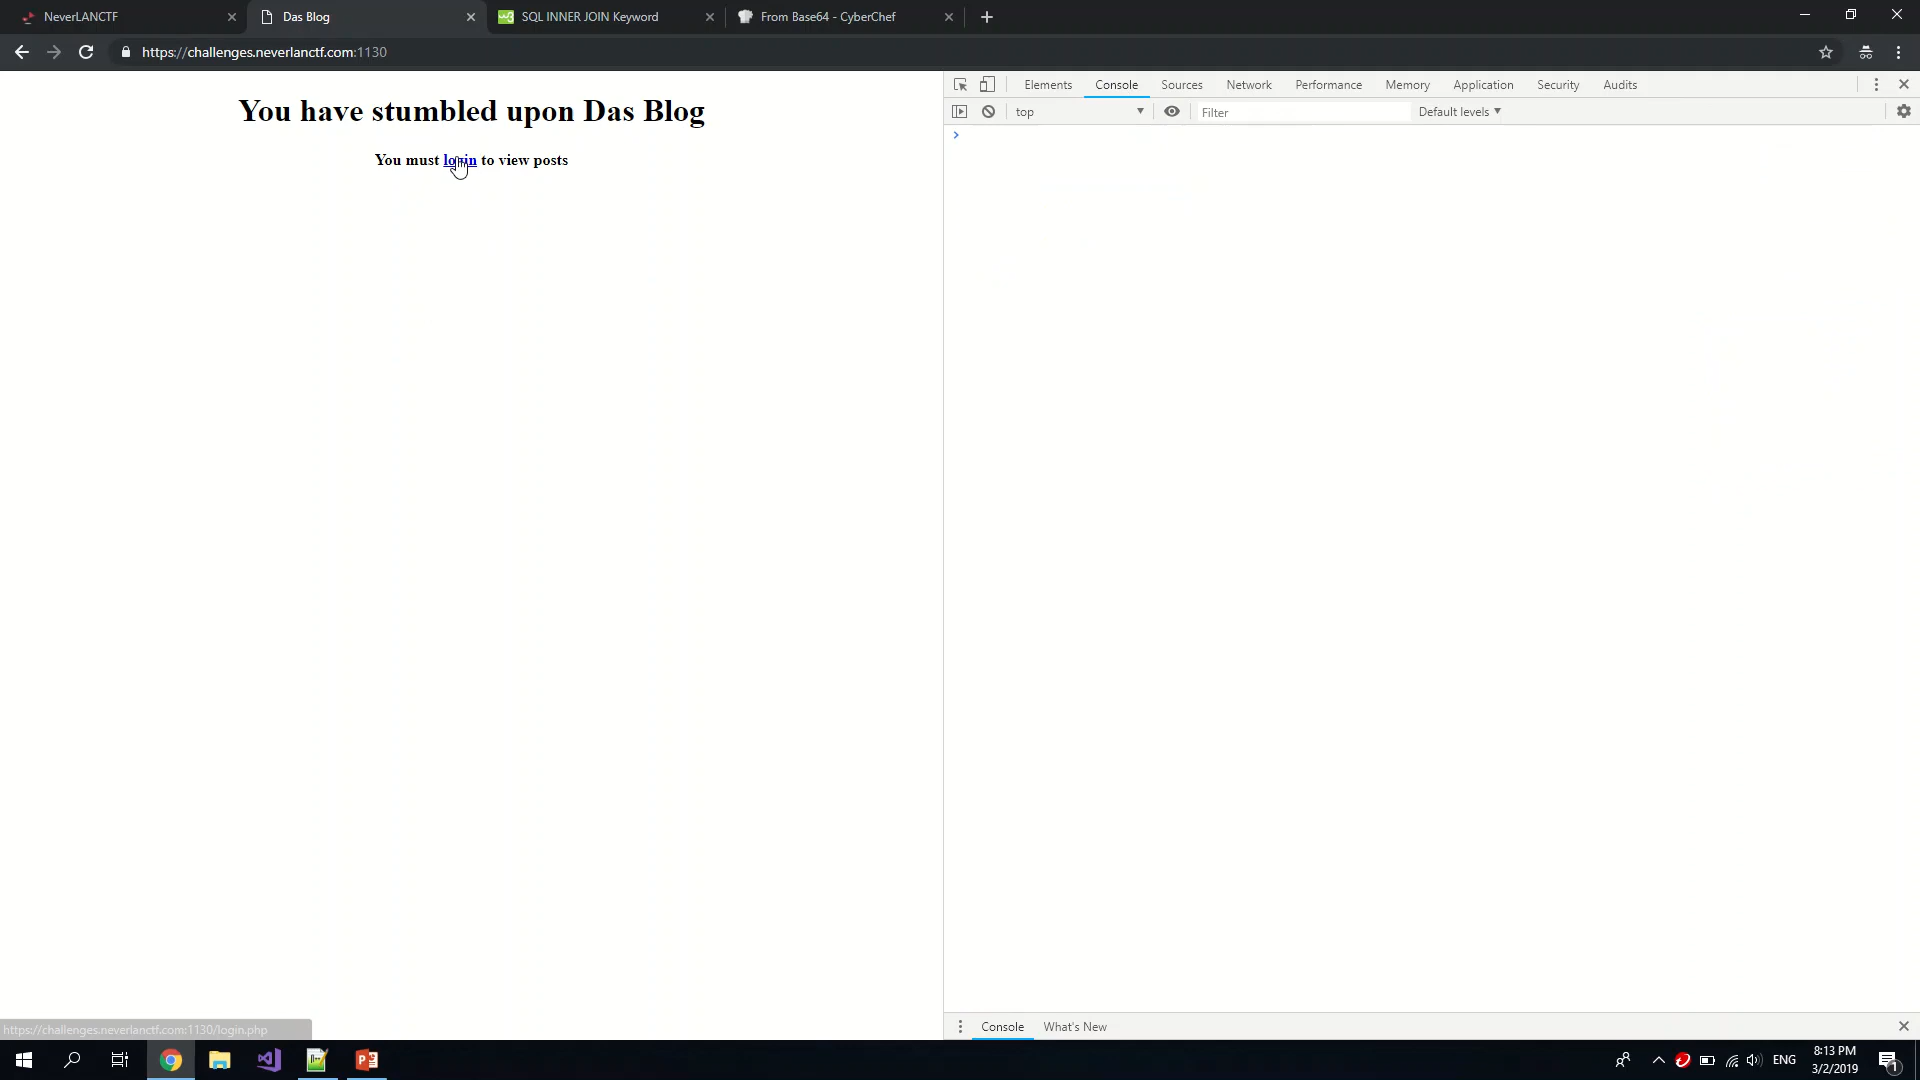 NeverLANCTF
Das Blog
SQL INNER JOIN Keyword
From Base64 - CyberChef
https://challenges.neverlanctf.com:1130
You have stumbled upon Das Blog
You must login to view posts
Elements Console Sources Network Performance Memory Application Security Audits
top Filter Default levels
Console What's New
https://challenges.neverlanctf.com:1130/login.php
ENG
8:13 PM
3/2/2019
1